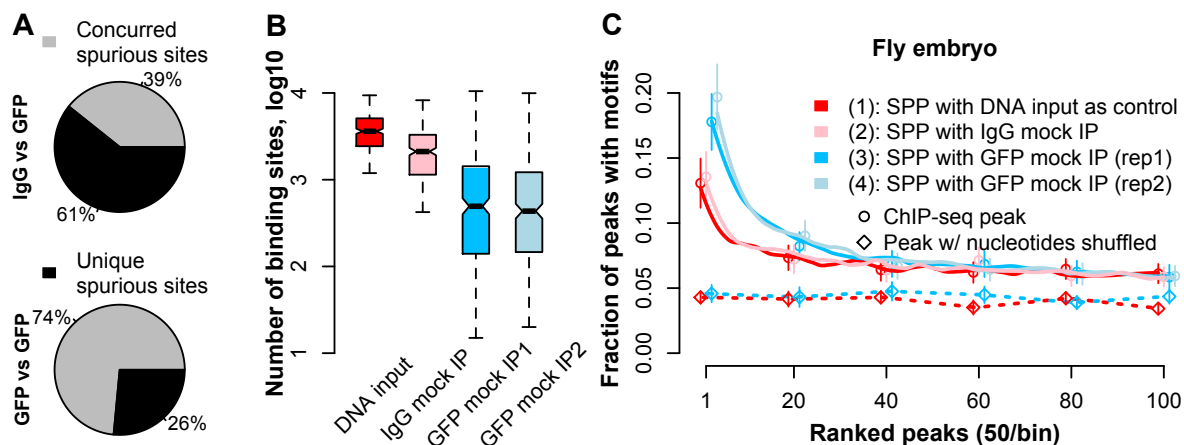 A
Concurred
spurious sites
39%
IgG vs GFP
61%
Unique
spurious sites
74%
GFP vs GFP
26%
B
Number of binding sites, log10
4
3
2
1
DNA input
IgG mock IP
GFP mock IP1
GFP mock IP2
C
Fly embryo
Fraction of peaks with motifs
0.20
0.15
0.10
0.05
0.00
(1): SPP with DNA input as control
(2): SPP with IgG mock IP
(3): SPP with GFP mock IP (rep1)
(4): SPP with GFP mock IP (rep2)
ChIP-seq peak
Peak w/ nucleotides shuffled
1 20 40 60 80 100
Ranked peaks (50/bin)